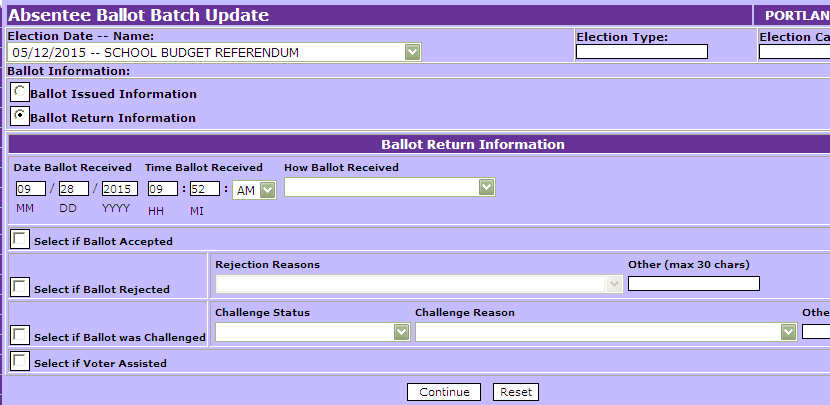 Absentee Ballot Batch Update PORTLAN
Election Date -- Name: Election Type: Election Ca
05/12/2015 -- SCHOOL BUDGET REFERENDUM
Ballot Information:
Ballot Issued Information
Ballot Return Information
Ballot Return Information
Date Ballot Received Time Ballot Received How Ballot Received
09 / 28 / 2015 09 : 52 : AM
MM DD YYYY HH MI
Select if Ballot Accepted
Rejection Reasons Other (max 30 chars)
Select if Ballot Rejected
Challenge Status Challenge Reason Othe
Select if Ballot was Challenged
Select if Voter Assisted
Continue Reset